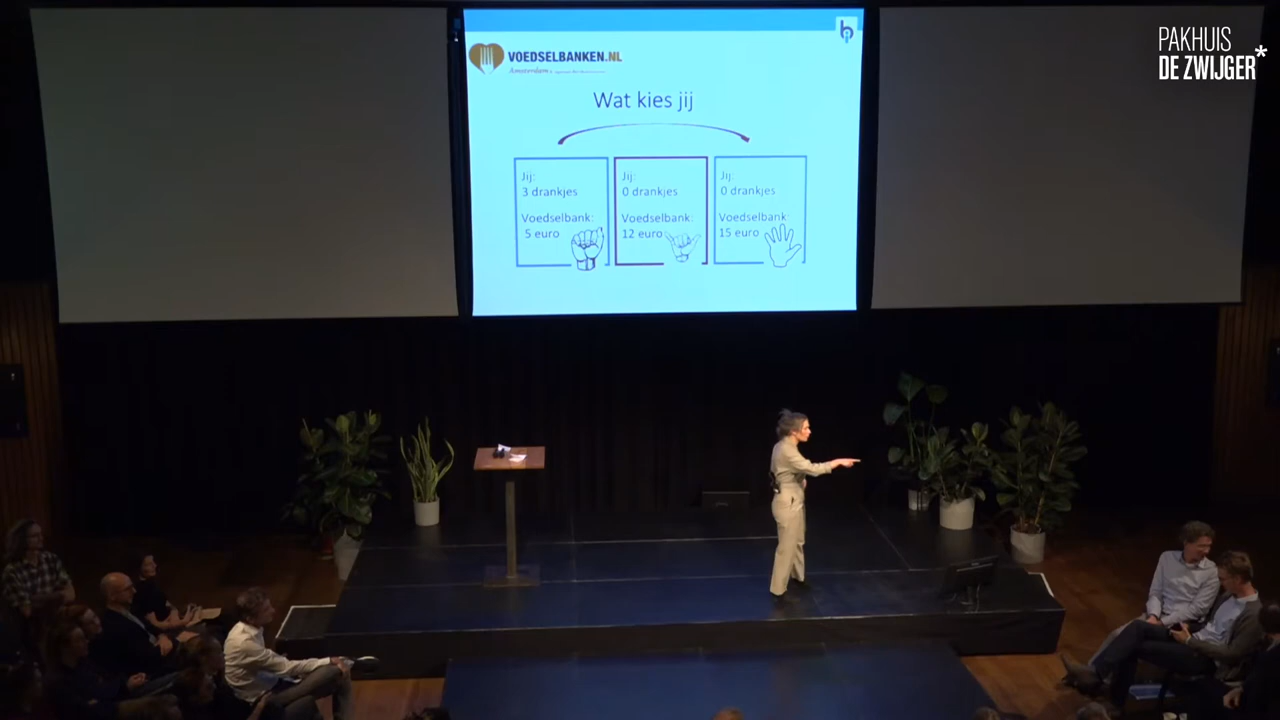 PAKHUIS
DE ZWIJGER*
VOEDSELBANKEN.NL
Amsterdam
Wat kies jij
Jij:
3 drankjes
Voedselbank:
5 euro
Jij:
0 drankjes
Voedselbank:
12 euro
Jij:
0 drankjes
Voedselbank:
15 euro